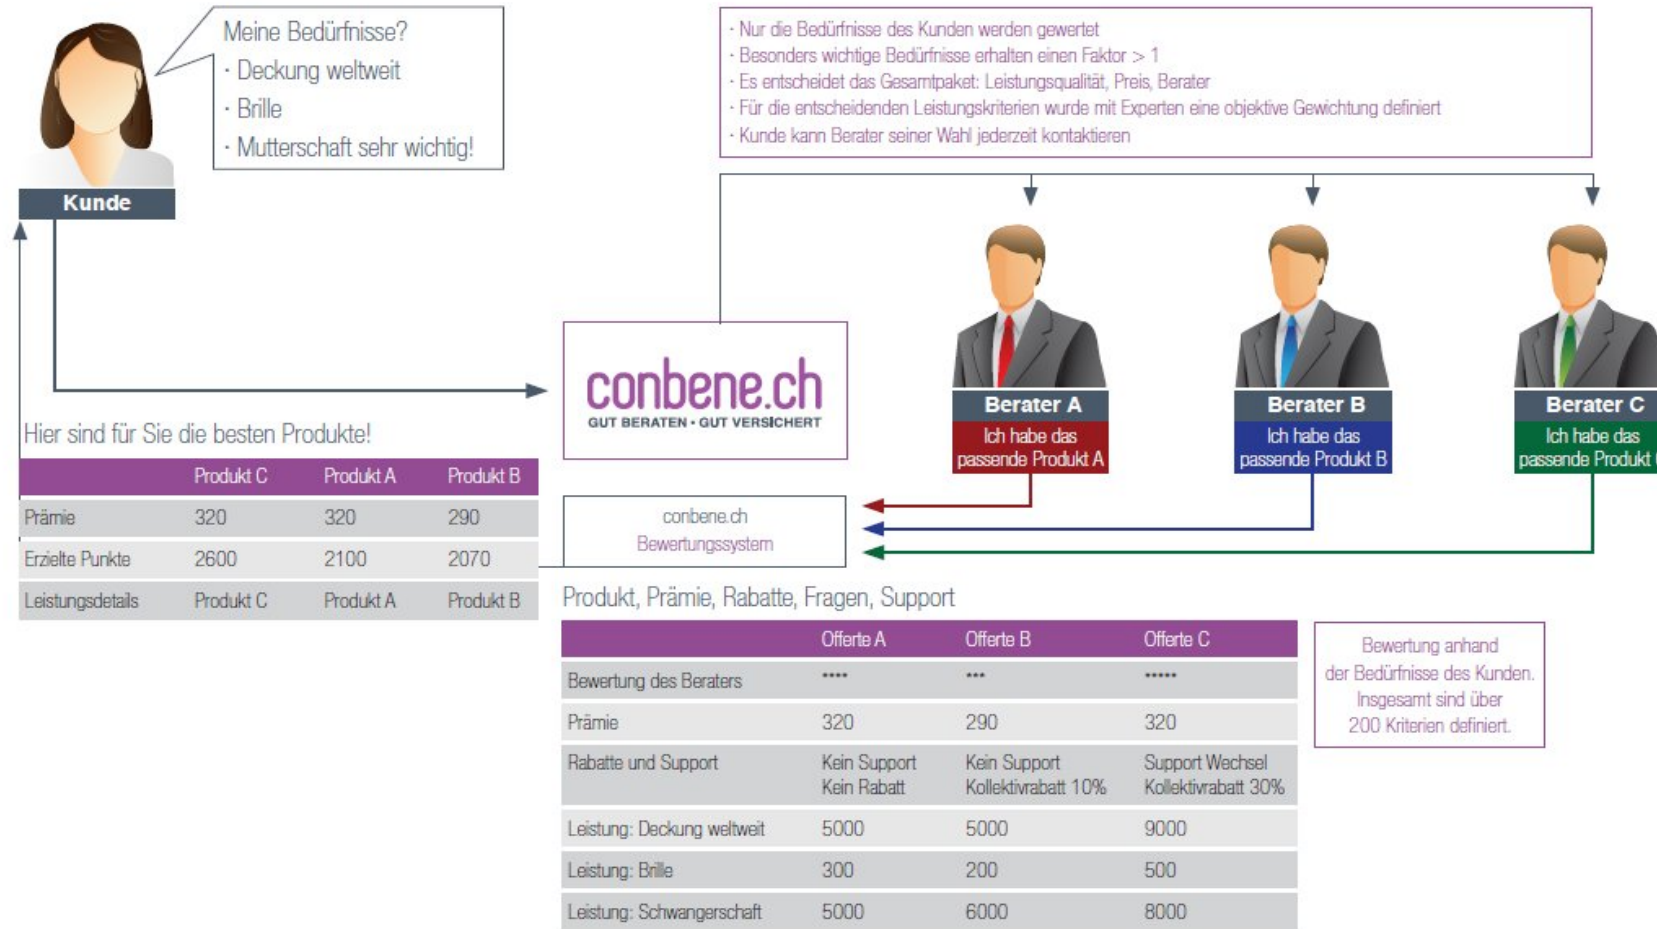 Meine Bedürfnisse?
· Deckung weltweit
· Brille
· Mutterschaft sehr wichtig!
Kunde
· Nur die Bedürfnisse des Kunden werden gewertet
· Besonders wichtige Bedürfnisse erhalten einen Faktor > 1
· Es entscheidet das Gesamtpaket: Leistungsqualität, Preis, Berater
· Für die entscheidenden Leistungskriterien wurde mit Experten eine objektive Gewichtung definiert
· Kunde kann Berater seiner Wahl jederzeit kontaktieren
conbene.ch
GUT BERATEN • GUT VERSICHERT
Berater A
Ich habe das
passende Produkt A
Berater B
Ich habe das
passende Produkt B
Berater C
Ich habe das
passende Produkt
Hier sind für Sie die besten Produkte!
Produkt C Produkt A Produkt B
Prämie 320 320 290
Erzielte Punkte 2600 2100 2070
Leistungsdetails Produkt C Produkt A Produkt B
conbene.ch
Bewertungssystem
Produkt, Prämie, Rabatte, Fragen, Support
Offerte A Offerte B Offerte C
Bewertung des Beraters **** *** *****
Prämie 320 290 320
Rabatte und Support Kein Support Kein Support Support Wechsel
Kein Rabatt Kollektivrabatt 10% Kollektivrabatt 30%
Leistung: Deckung weltweit 5000 5000 9000
Leistung: Brille 300 200 500
Leistung: Schwangerschaft 5000 6000 8000
Bewertung anhand
der Bedürfnisse des Kunden.
Insgesamt sind über
200 Kriterien definiert.